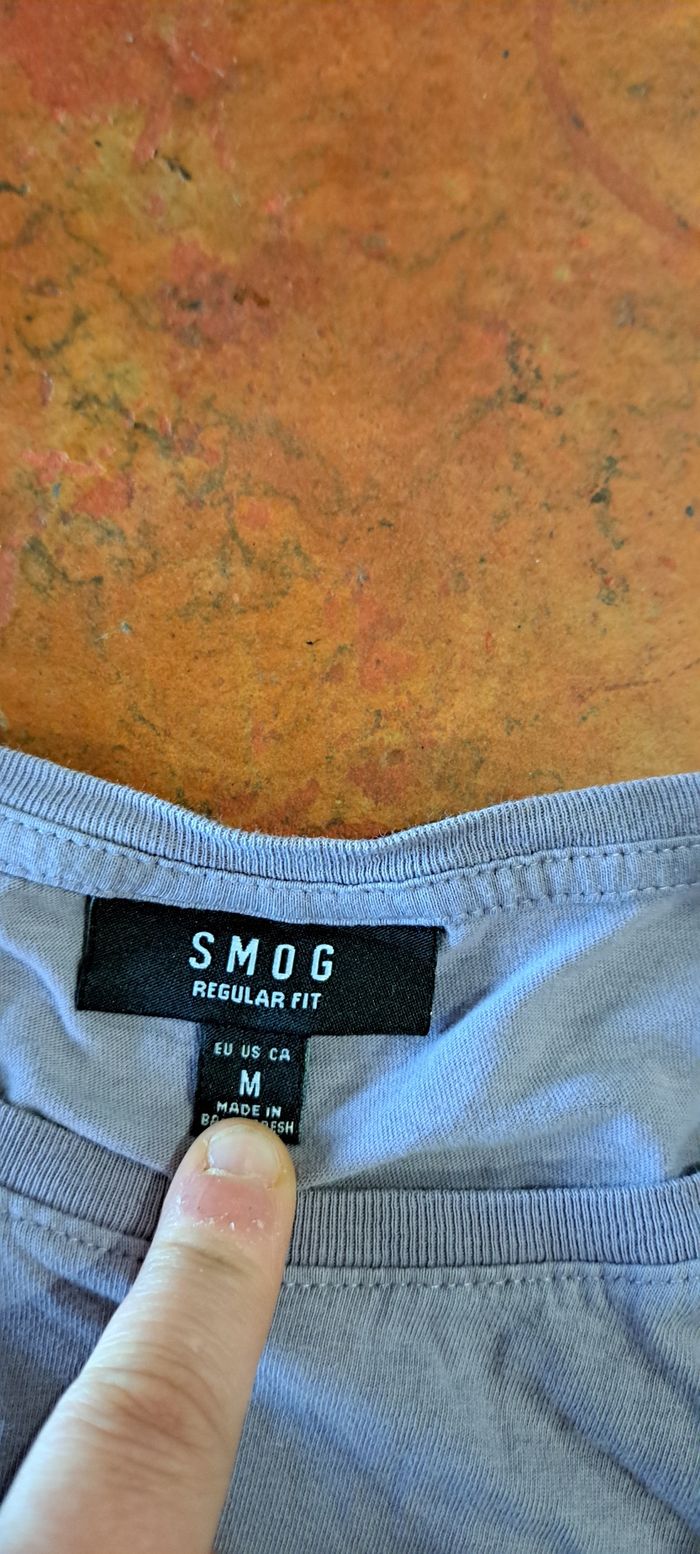 SMOG
REGULAR FIT
EU US CA
M
MADE IN